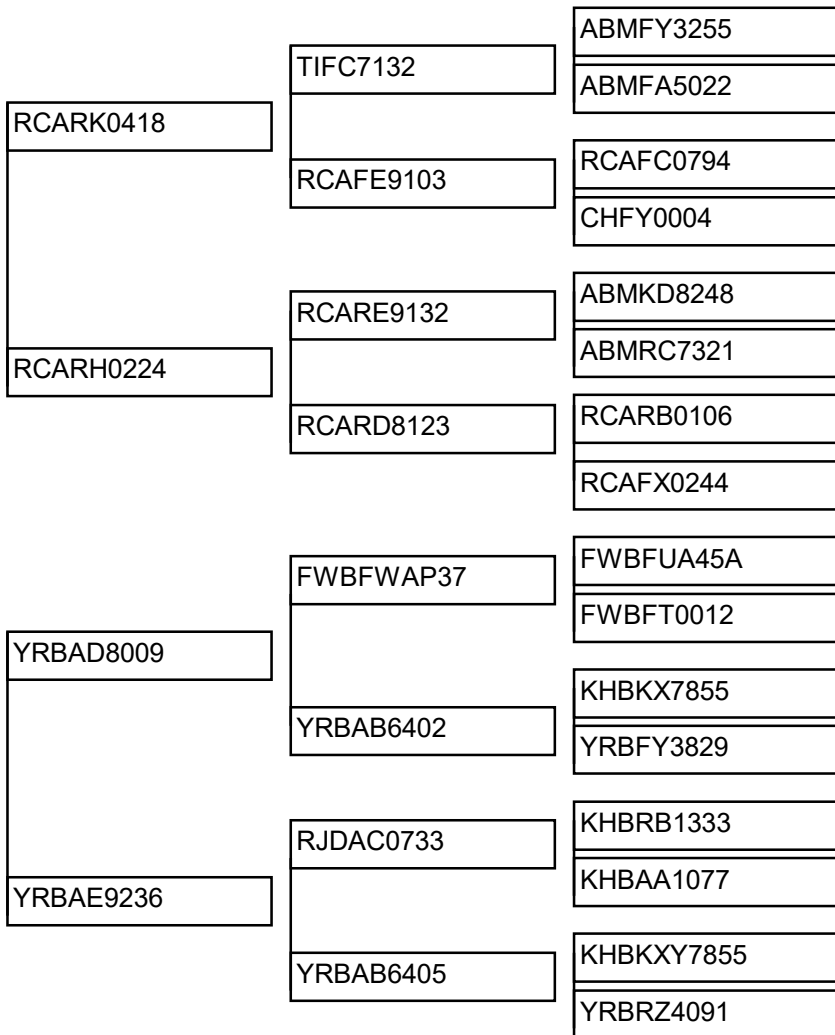 ABMFY3255
TIFC7132
ABMFA5022
RCARK0418
RCAFC0794
RCAFE9103
CHFY0004
ABMKD8248
RCARE9132
ABMRC7321
RCARH0224
RCARB0106
RCARD8123
RCAFX0244
FWBFUA45A
FWBFWAP37
FWBFT0012
YRBAD8009
KHBKX7855
YRBAB6402
YRBFY3829
KHBRB1333
RJDAC0733
KHBAA1077
YRBAE9236
KHBKXY7855
YRBAB6405
YRBRZ4091